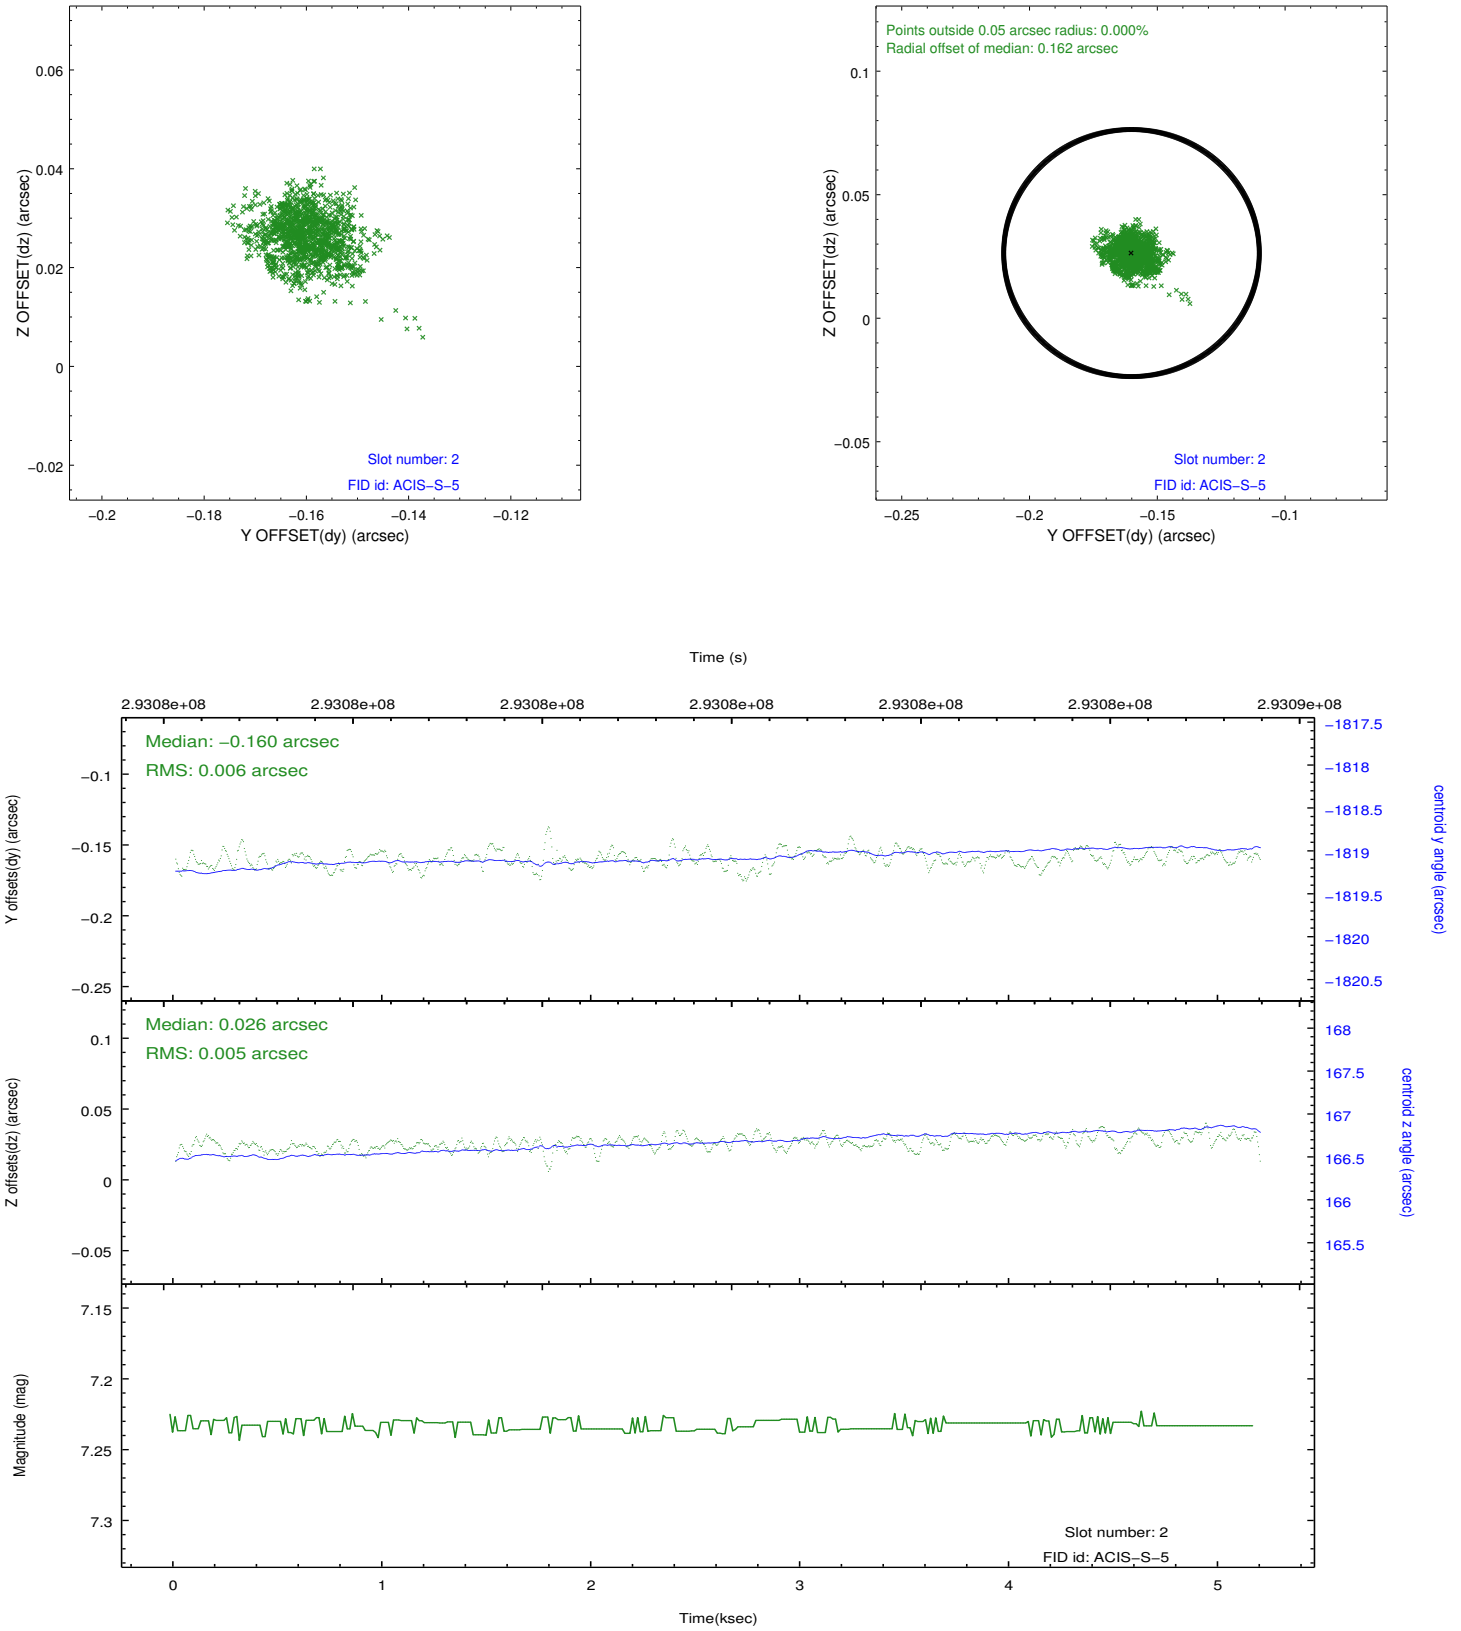 0.06
0.04
0.02
0
−0.02
Z OFFSET(dz) (arcsec)
Slot number: 2
FID id: ACIS−S−5
−0.2 −0.18 −0.16 −0.14 −0.12
Y OFFSET(dy) (arcsec)
Points outside 0.05 arcsec radius: 0.000%
Radial offset of median: 0.162 arcsec
0.1
0.05
0
−0.05
Z OFFSET(dz) (arcsec)
Slot number: 2
FID id: ACIS−S−5
−0.25 −0.2 −0.15 −0.1
Y OFFSET(dy) (arcsec)
Time (s)
2.9308e+08 2.9308e+08 2.9308e+08 2.9308e+08 2.9308e+08 2.9308e+08 2.9309e+08
Median: −0.160 arcsec
RMS: 0.006 arcsec
−0.1
−0.15
−0.2
−0.25
Y offsets(dy) (arcsec)
−1817.5
−1818
−1818.5
−1819
−1819.5
−1820
−1820.5
centroid y angle (arcsec)
Median: 0.026 arcsec
RMS: 0.005 arcsec
0.1
0.05
0
−0.05
Z offsets(dz) (arcsec)
168
167.5
167
166.5
166
165.5
centroid z angle (arcsec)
7.15
7.2
7.25
7.3
Magnitude (mag)
Slot number: 2
FID id: ACIS−S−5
0 1 2 3 4 5
Time(ksec)